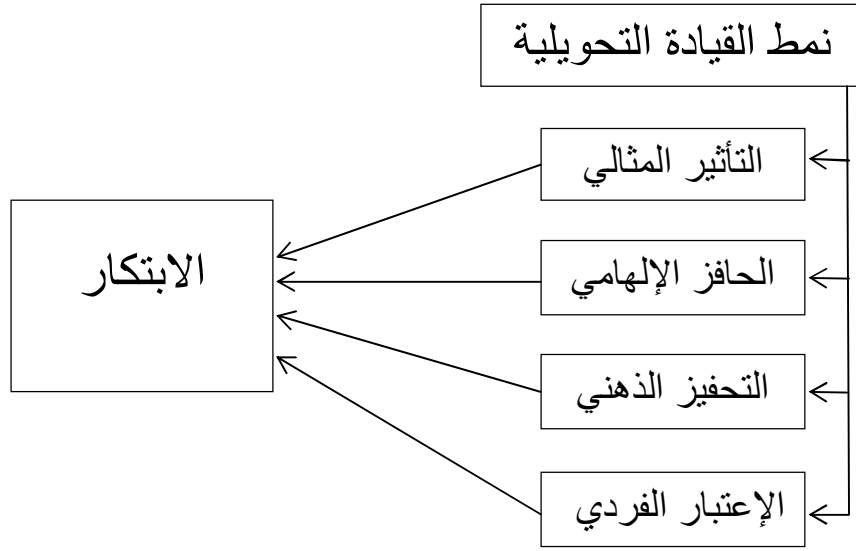 نمط القيادة التحويلية
التأثير المثالي
الحافز الإلهامي
التحفيز الذهني
الإعتبار الفردي
الابتكار